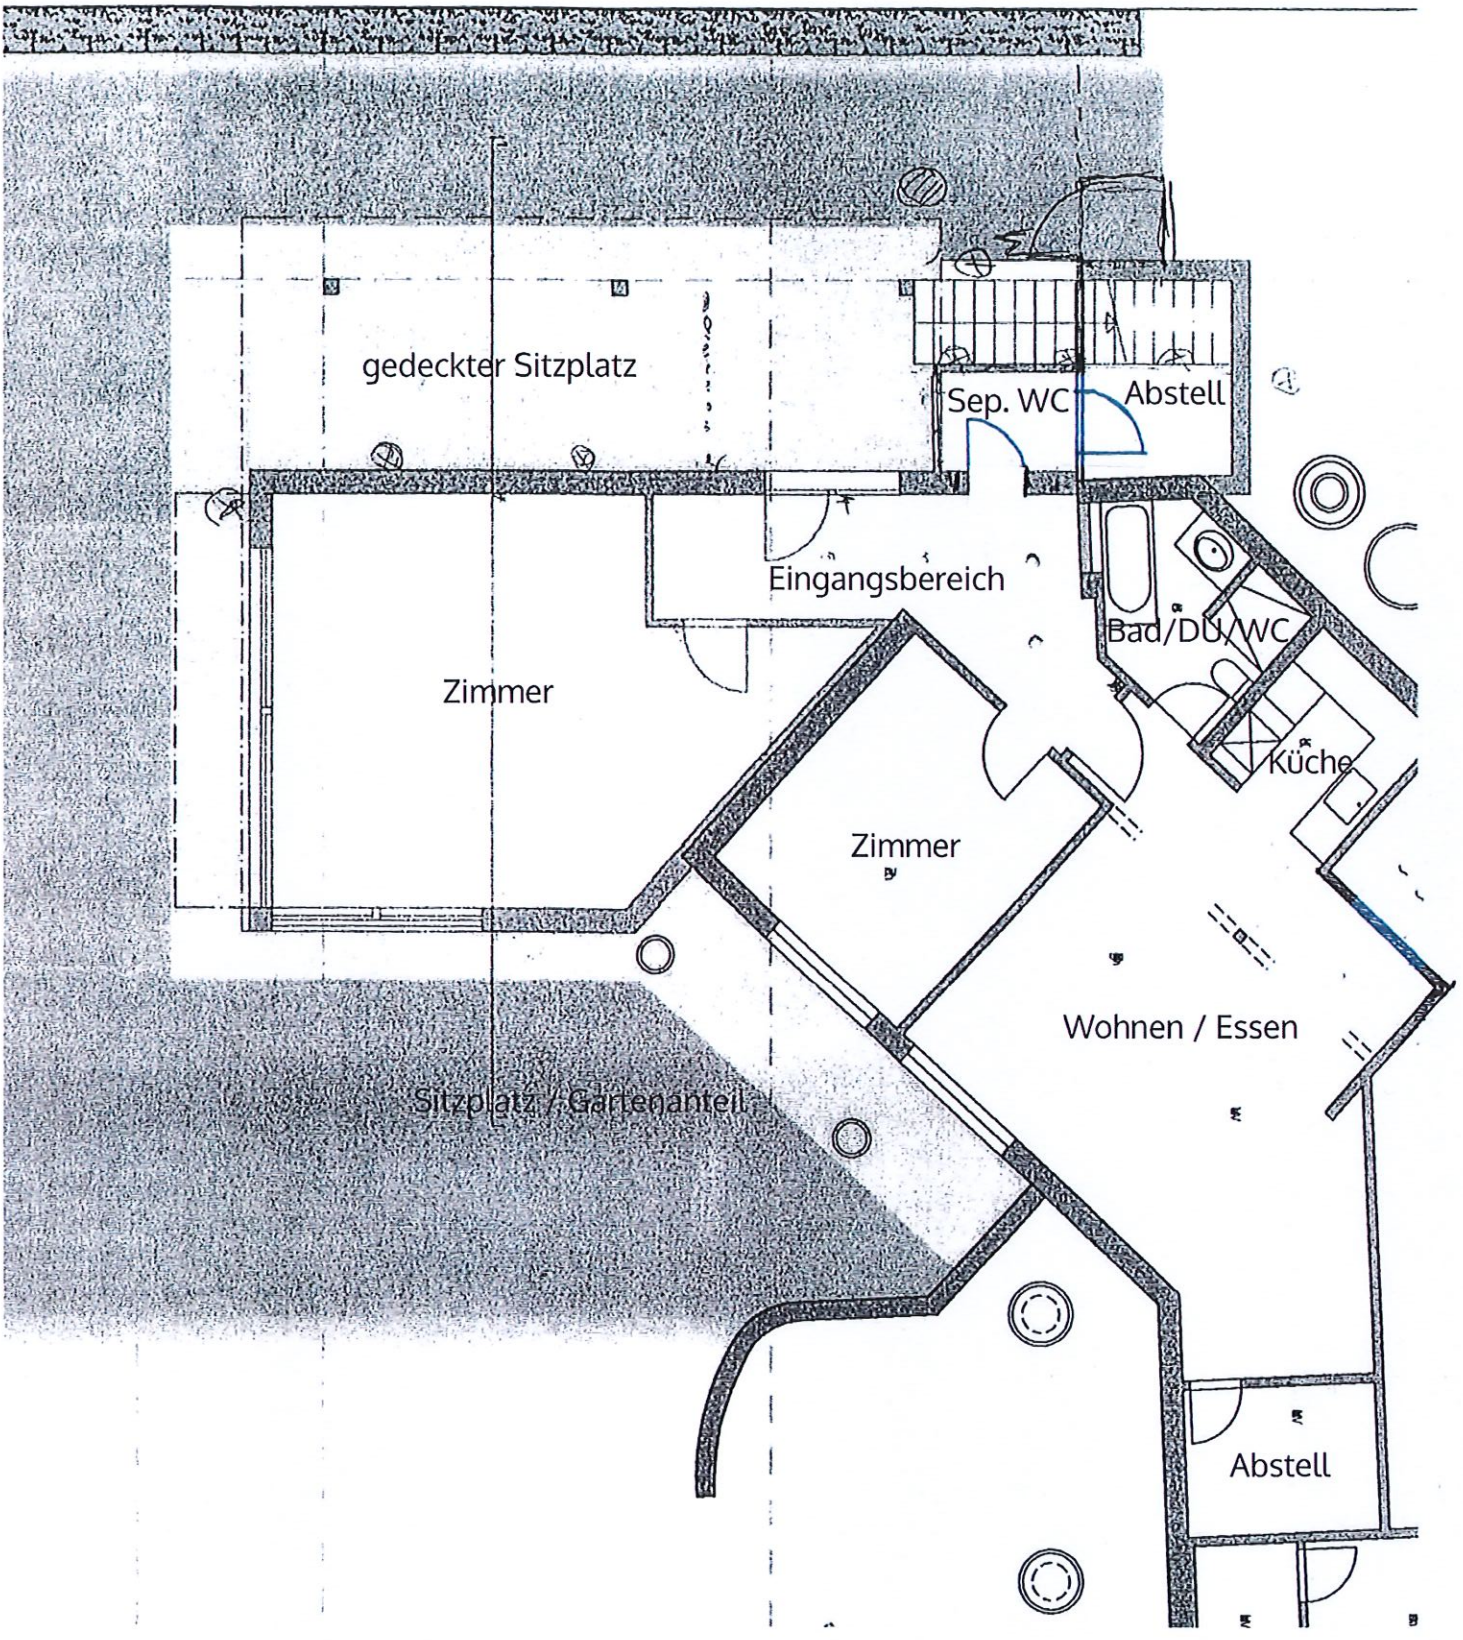 gedeckter Sitzplatz
Sep. WC
Abstell
Eingangsbereich
Bad/DU/WC
Zimmer
Küche
Zimmer
Wohnen / Essen
Sitzplatz / Gartenanteil
Abstell